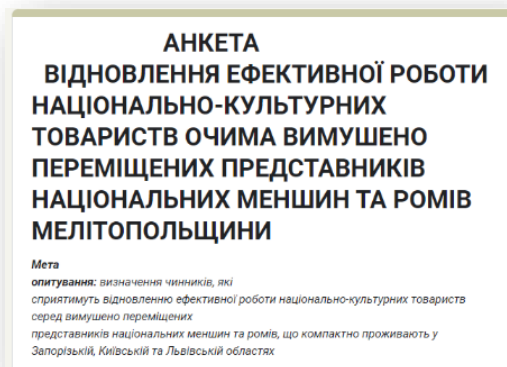 АНКЕТА
ВІДНОВЛЕННЯ ЕФЕКТИВНОЇ РОБОТИ
НАЦІОНАЛЬНО-КУЛЬТУРНИХ
ТОВАРИСТВ ОЧИМА ВИМУШЕНО
ПЕРЕМІЩЕНИХ ПРЕДСТАВНИКІВ
НАЦІОНАЛЬНИХ МЕНШИН ТА РОМІВ
МЕЛІТОПОЛЬЩИНИ
Мета
опитування: визначення чинників, які
сприятимуть відновленню ефективної роботи національно-культурних товариств
серед вимушено переміщених
представників національних меншин та ромів, що компактно проживають у
Запорізькій, Київській та Львівській областях